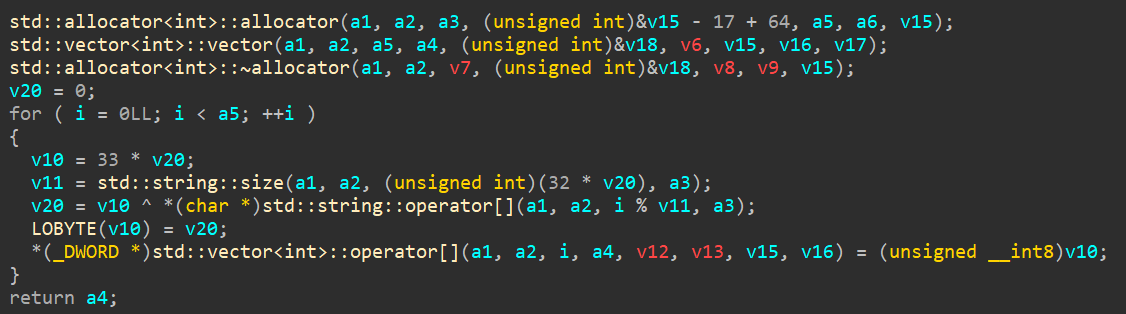 std::allocator<int>::allocator(a1, a2, a3, (unsigned int)&v15 - 17 + 64, a5, a6, v15);
std::vector<int>::vector(a1, a2, a5, a4, (unsigned int)&v18, v6, v15, v16, v17);
std::allocator<int>::~allocator(a1, a2, v7, (unsigned int)&v18, v8, v9, v15);
v20 = 0;
for ( i = 0LL; i < a5; ++i )
{
v10 = 33 * v20;
v11 = std::string::size(a1, a2, (unsigned int)(32 * v20), a3);
v20 = v10 ^ *(char *)std::string::operator[](a1, a2, i % v11, a3);
LOBYTE(v10) = v20;
*(_DWORD *)std::vector<int>::operator[](a1, a2, i, a4, v12, v13, v15, v16) = (unsigned __int8)v10;
}
return a4;